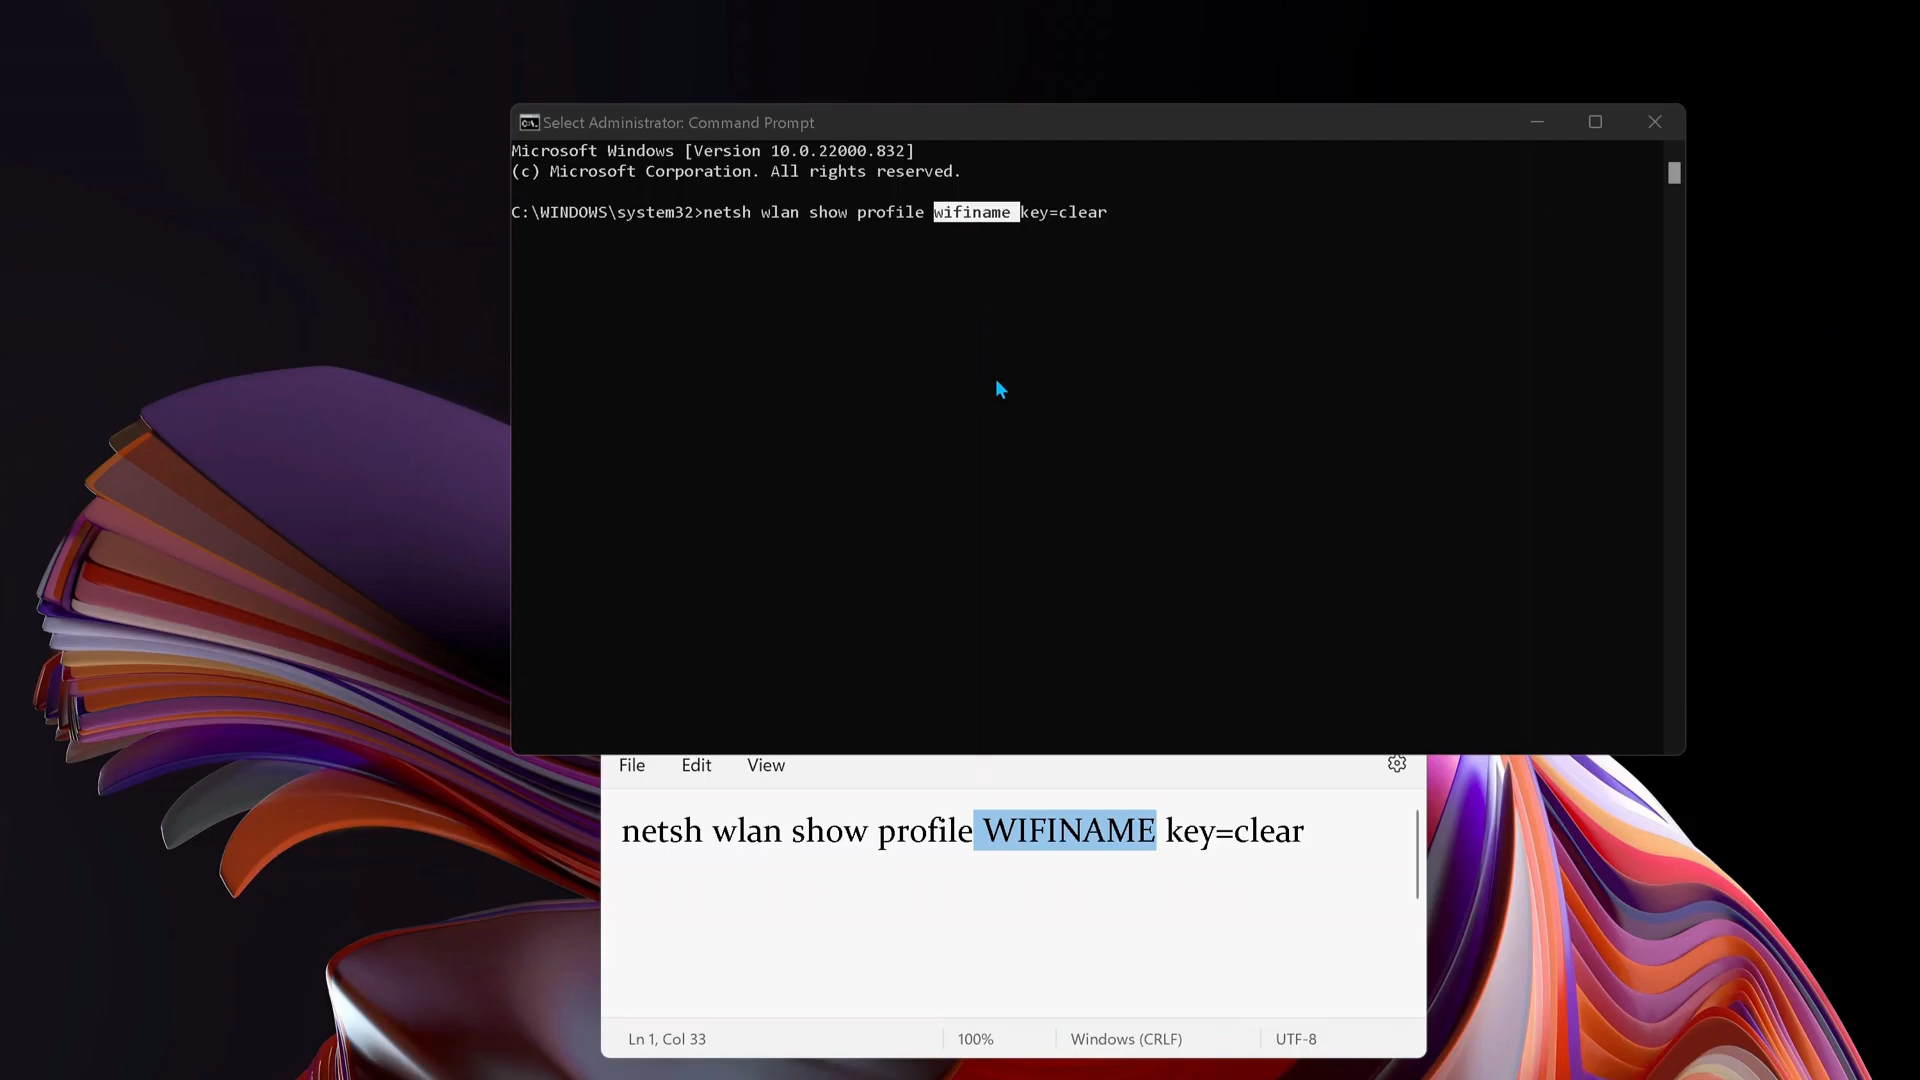 Select Administrator: Command Prompt
Microsoft Windows [Version 10.0.22000.832]
(c) Microsoft Corporation. All rights reserved.
C:\WINDOWS\system32>netsh wlan show profile wifiname key=clear
File Edit View
netsh wlan show profile WIFINAME key=clear
Ln 1, Col 33 100% Windows (CRLF) UTF-8